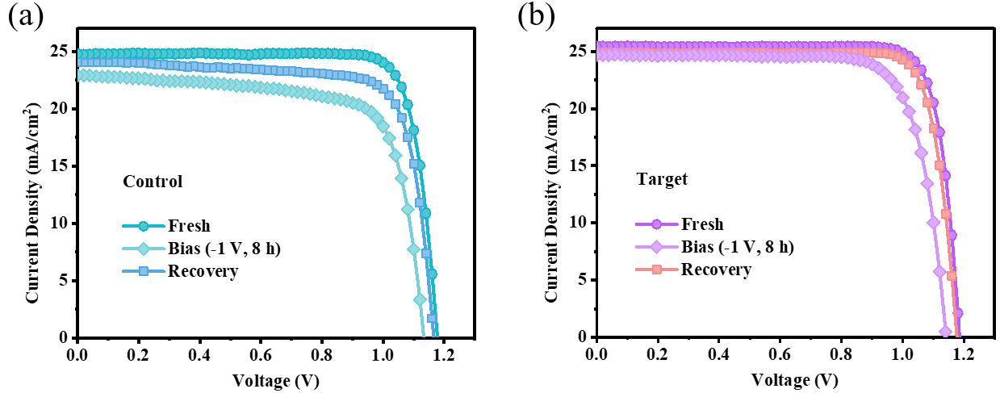 (a)
Current Density (mA/cm²)
25
20
15
10
5
0
Control
Fresh
Bias (-1 V, 8 h)
Recovery
0.0 0.2 0.4 0.6 0.8 1.0 1.2
Voltage (V)
(b)
Current Density (mA/cm²)
25
20
15
10
5
0
Target
Fresh
Bias (-1 V, 8 h)
Recovery
0.0 0.2 0.4 0.6 0.8 1.0 1.2
Voltage (V)